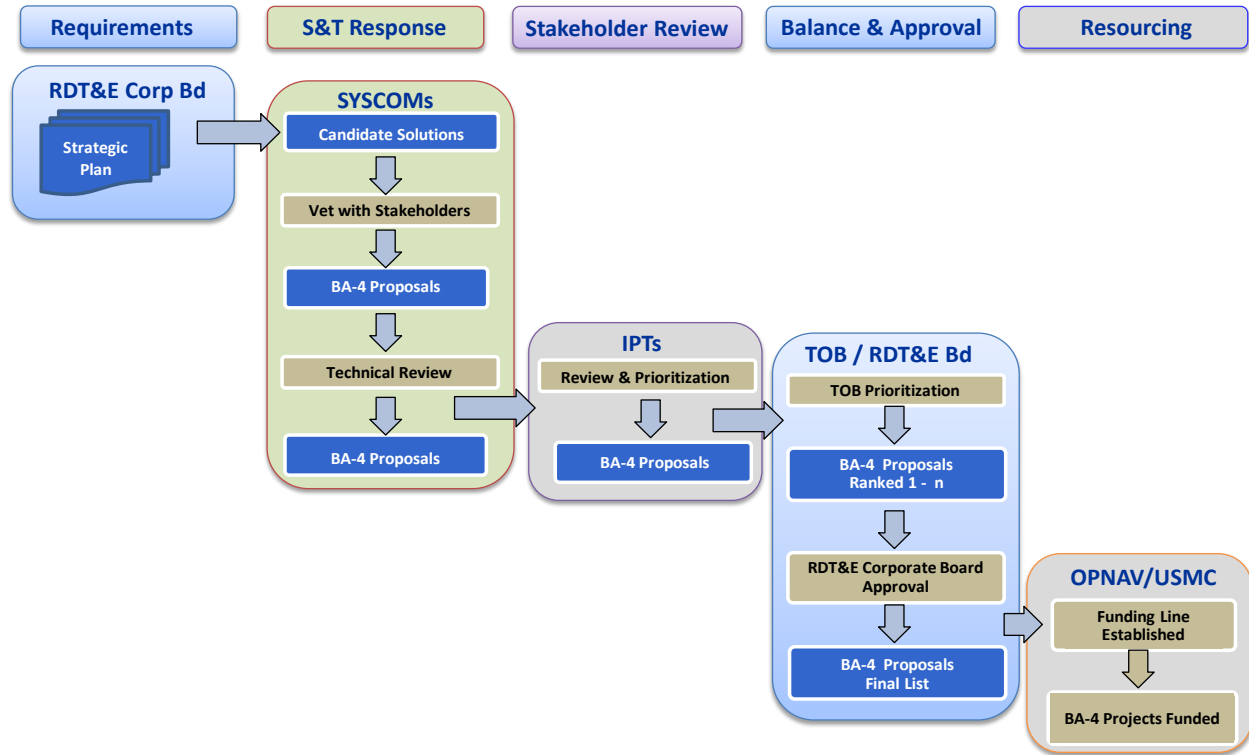 Requirements
S&T Response
Stakeholder Review
Balance & Approval
Resourcing
RDT&E Corp Bd
Strategic
Plan
SYSCOMs
Candidate Solutions
Vet with Stakeholders
BA-4 Proposals
Technical Review
BA-4 Proposals
IPTs
Review & Prioritization
BA-4 Proposals
TOB / RDT&E Bd
TOB Prioritization
BA-4 Proposals
Ranked 1 - n
RDT&E Corporate Board
Approval
BA-4 Proposals
Final List
OPNAV/USMC
Funding Line
Established
BA-4 Projects Funded